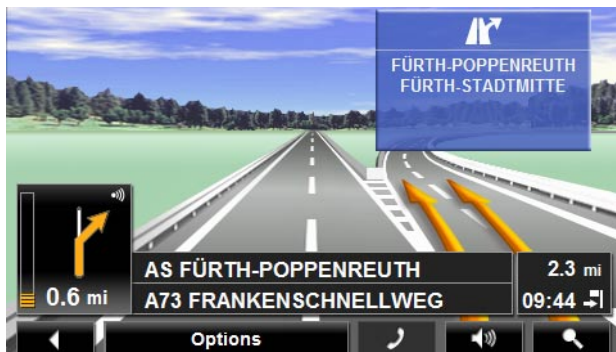 FÜRTH-POPPENREUTH
FÜRTH-STADTMITTE
AS FÜRTH-POPPENREUTH
2.3 mi
0.6 mi
A73 FRANKENSCHNELLWEG
09:44
Options